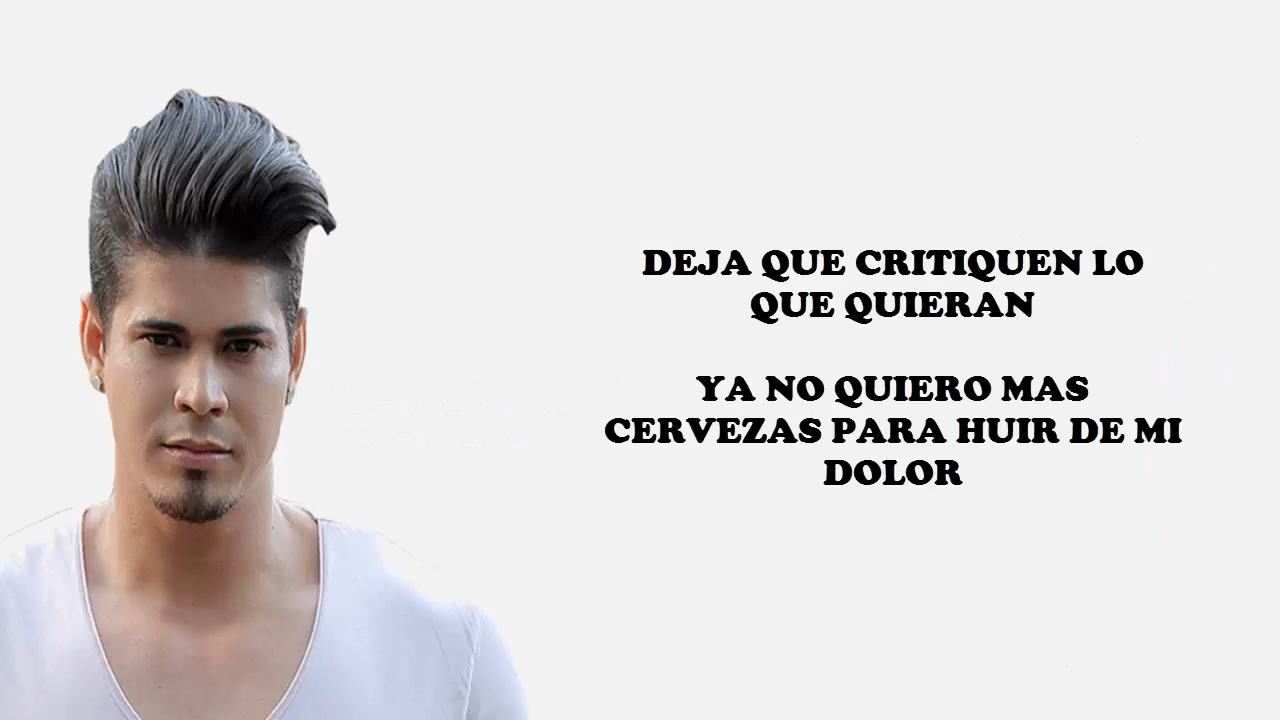 DEJA QUE CRITIQUEN LO
QUE QUIERAN
YA NO QUIERO MAS
CERVEZAS PARA HUIR DE MI
DOLOR